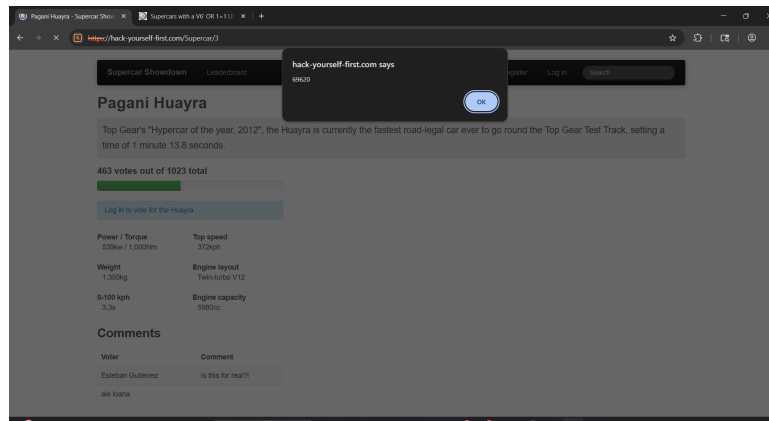 Pagani Huayra - Supercar Show
Supercars with a V6' OR 1=1 U
https://hack-yourself-first.com/Supercar/3
hack-yourself-first.com says
69620
OK
Supercar Showdown Leaderboard Log in Search
Pagani Huayra
Top Gear's "Hypercar of the year, 2012", the Huayra is currently the fastest road-legal car ever to go round the Top Gear Test Track, setting a
time of 1 minute 13.8 seconds.
463 votes out of 1023 total
Log in to vote for the Huayra
Power / Torque Top speed
539kw / 1,000Nm 372kph
Weight Engine layout
1,350kg Twin-turbo V12
0-100 kph Engine capacity
3.3s 5980cc
Comments
Voter Comment
Esteban Gutiérrez Is this for real?!
ale Ioana